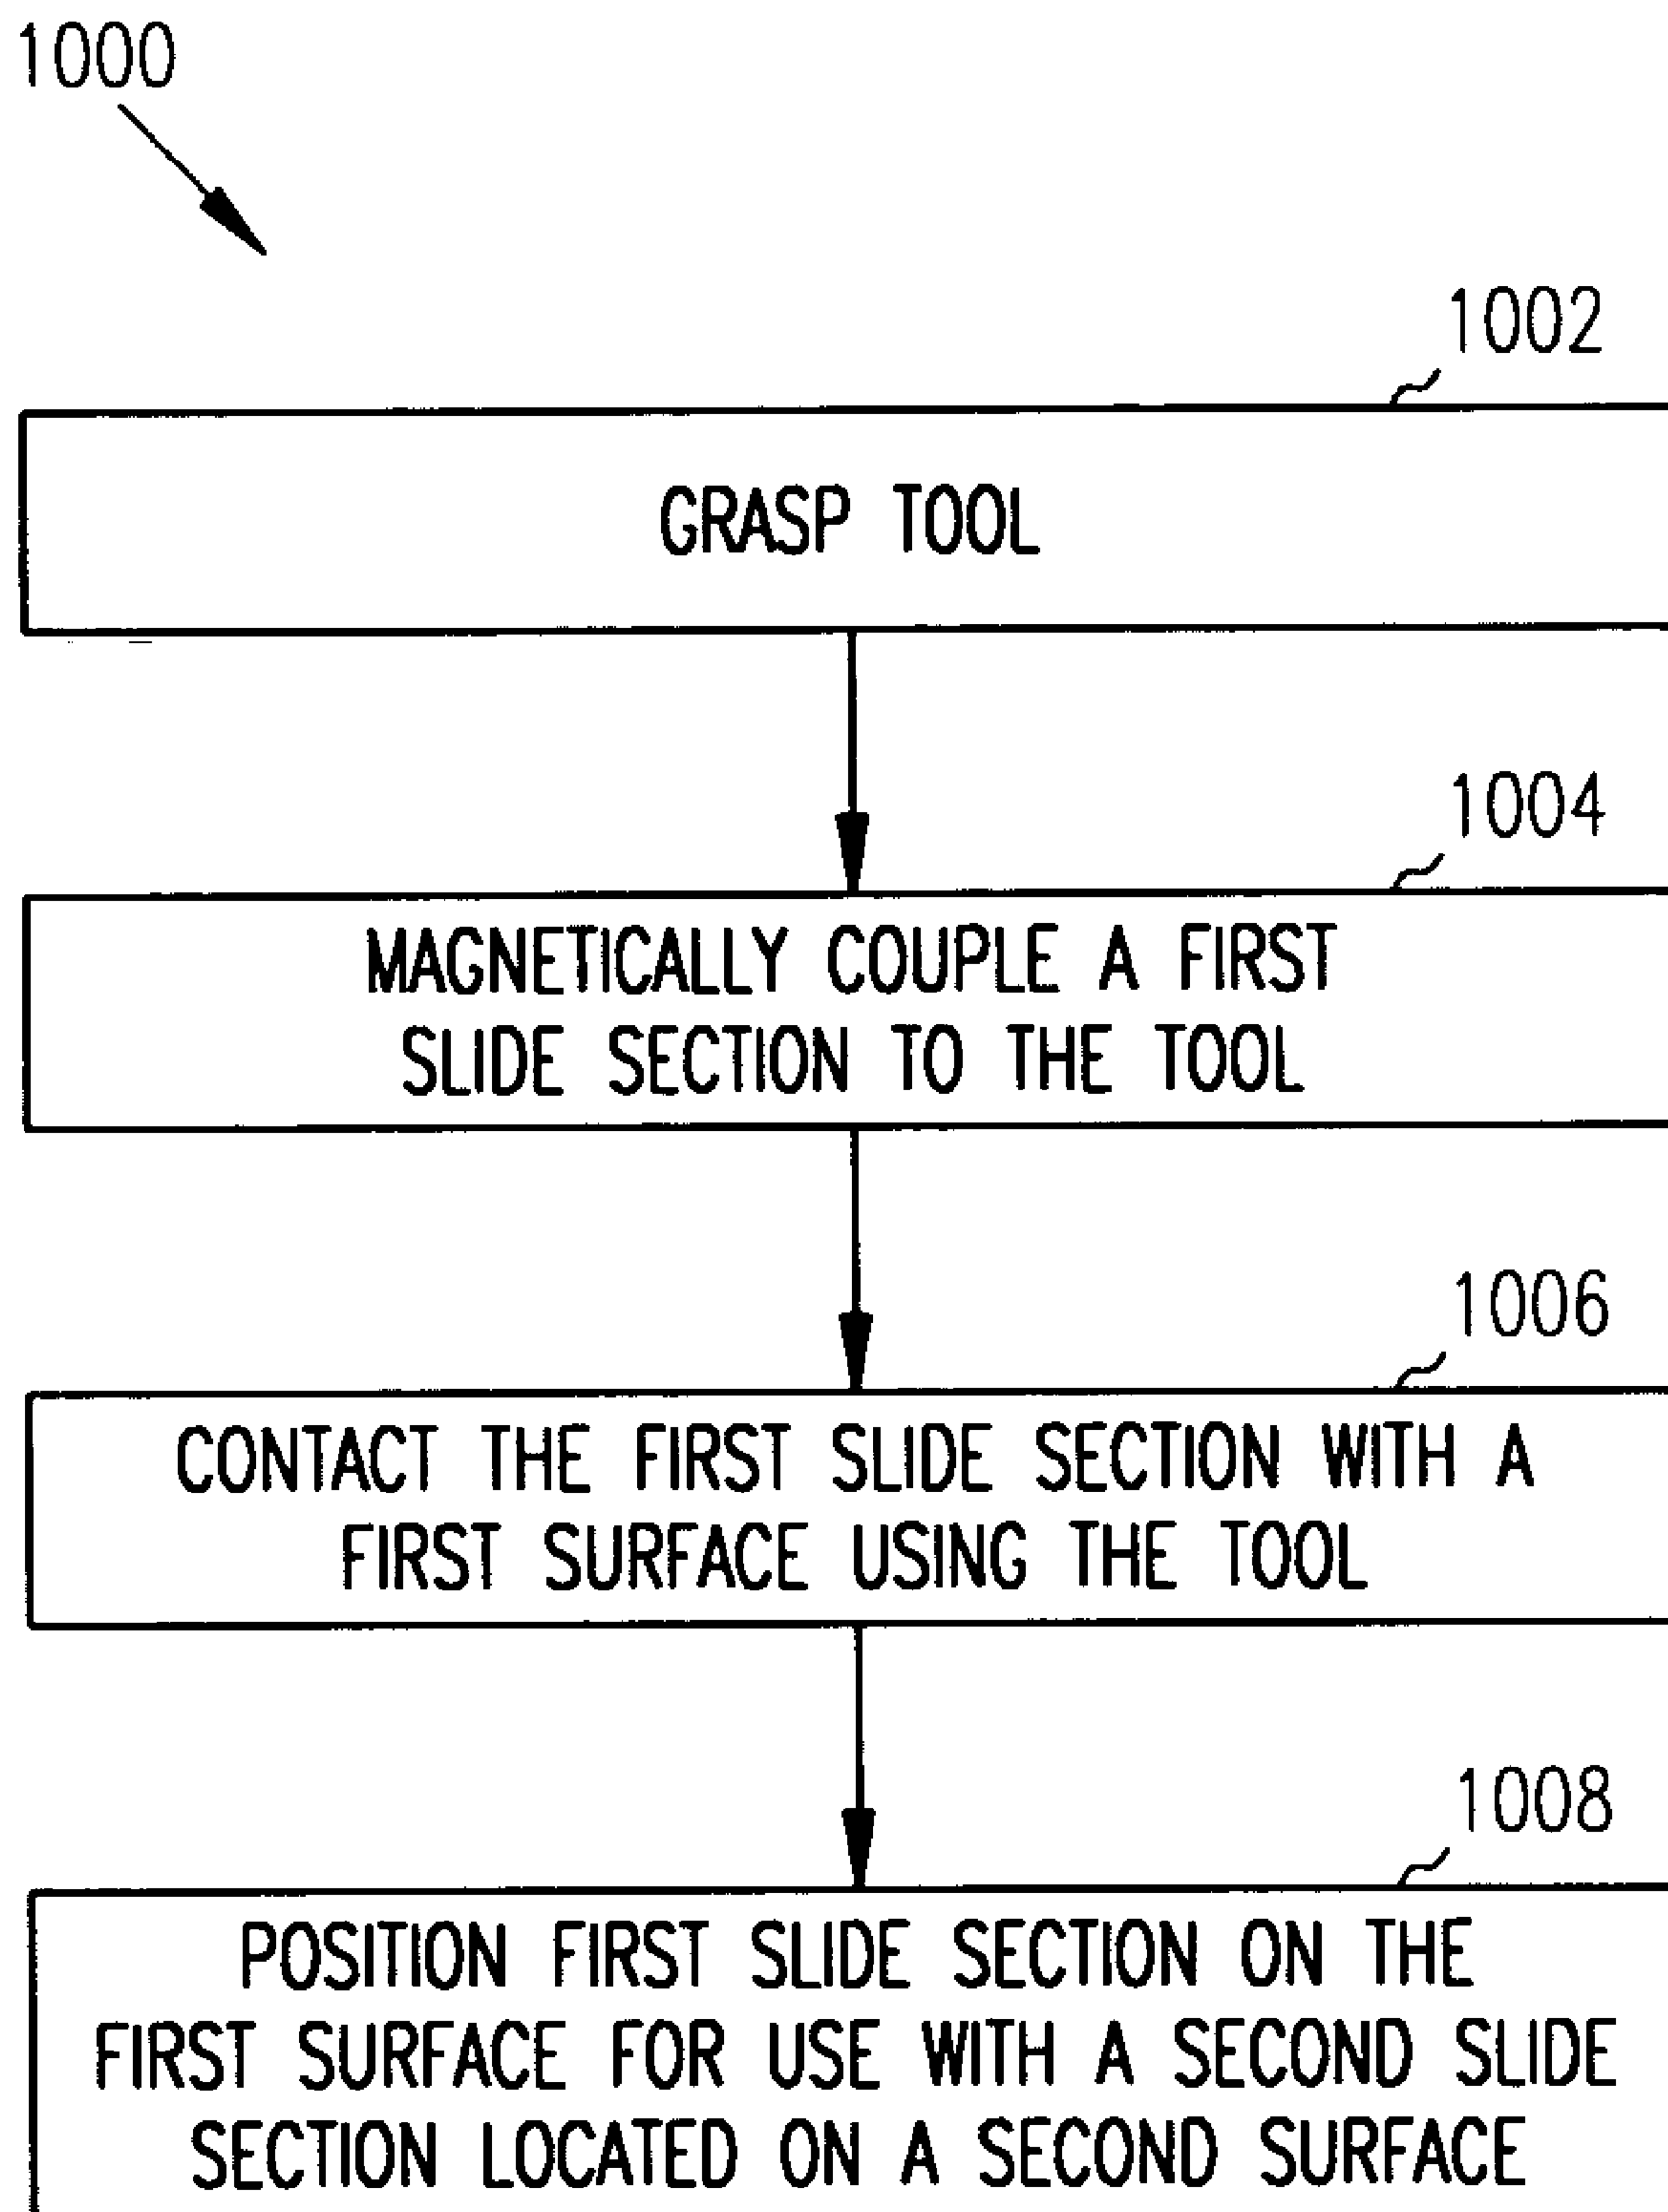 1000
1002
GRASP TOOL
1004
MAGNETICALLY COUPLE A FIRST
SLIDE SECTION TO THE TOOL
1006
CONTACT THE FIRST SLIDE SECTION WITH A
FIRST SURFACE USING THE TOOL
1008
POSITION FIRST SLIDE SECTION ON THE
FIRST SURFACE FOR USE WITH A SECOND SLIDE
SECTION LOCATED ON A SECOND SURFACE